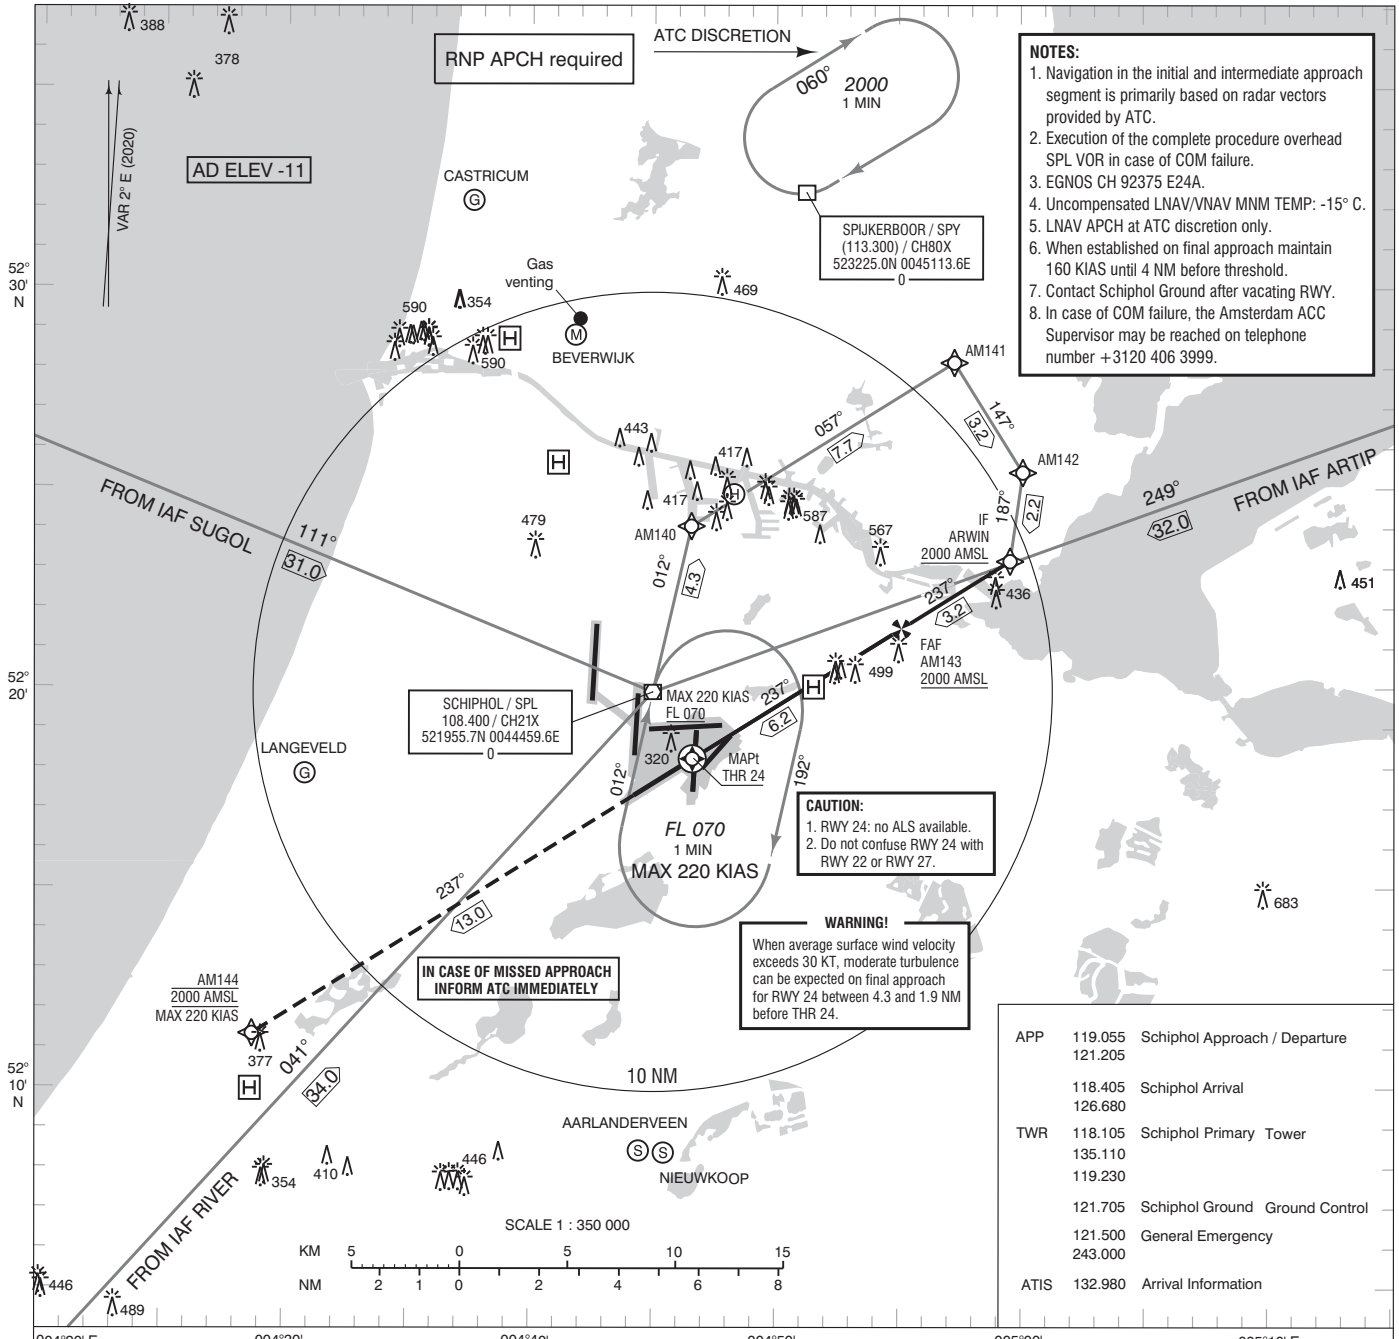 388
378
RNP APCH required
ATC DISCRETION
060°
2000
1 MIN
NOTES:
1. Navigation in the initial and intermediate approach
segment is primarily based on radar vectors
provided by ATC.
2. Execution of the complete procedure overhead
SPL VOR in case of COM failure.
3. EGNOS CH 92375 E24A.
4. Uncompensated LNAV/VNAV MNM TEMP: -15° C.
5. LNAV APCH at ATC discretion only.
6. When established on final approach maintain
160 KIAS until 4 NM before threshold.
7. Contact Schiphol Ground after vacating RWY.
8. In case of COM failure, the Amsterdam ACC
Supervisor may be reached on telephone
number +3120 406 3999.
VAR 2° E (2020)
AD ELEV -11
CASTRICUM
G
SPIJKERBOOR / SPY
(113.300) / CH80X
523225.0N 0045113.6E
0
52°
30'
N
Gas
venting
469
590
354
H
590
M
BEVERWIJK
AM141
057°
7.7
147°
3.2
443
417
H
417
H
587
AM142
FROM IAF SUGOL
111°
31.0
479
AM140
567
187°
2.2
IF
ARWIN
2000 AMSL
249°
32.0
FROM IAF ARTIP
012°
4.3
237°
3.2
436
451
FAF
AM143
2000 AMSL
499
52°
20'
N
SCHIPHOL / SPL
108.400 / CH21X
521955.7N 0044459.6E
0
MAX 220 KIAS
FL 070
237°
6.2
H
LANGEVELD
G
320
MAPt
THR 24
012°
192°
FL 070
1 MIN
MAX 220 KIAS
CAUTION:
1. RWY 24: no ALS available.
2. Do not confuse RWY 24 with
RWY 22 or RWY 27.
237°
13.0
683
WARNING!
When average surface wind velocity
exceeds 30 KT, moderate turbulence
can be expected on final approach
for RWY 24 between 4.3 and 1.9 NM
before THR 24.
IN CASE OF MISSED APPROACH
INFORM ATC IMMEDIATELY
AM144
2000 AMSL
MAX 220 KIAS
377
H
041°
34.0
52°
10'
N
10 NM
AARLANDERVEEN
S S
NIEUWKOOP
354
410
446
FROM IAF RIVER
446
489
SCALE 1 : 350 000
KM 5 0 5 10 15
NM 2 1 0 2 4 6 8
APP 119.055 Schiphol Approach / Departure
121.205
118.405 Schiphol Arrival
126.680
TWR 118.105 Schiphol Primary Tower
135.110
119.230
121.705 Schiphol Ground Ground Control
121.500 General Emergency
243.000
ATIS 132.980 Arrival Information